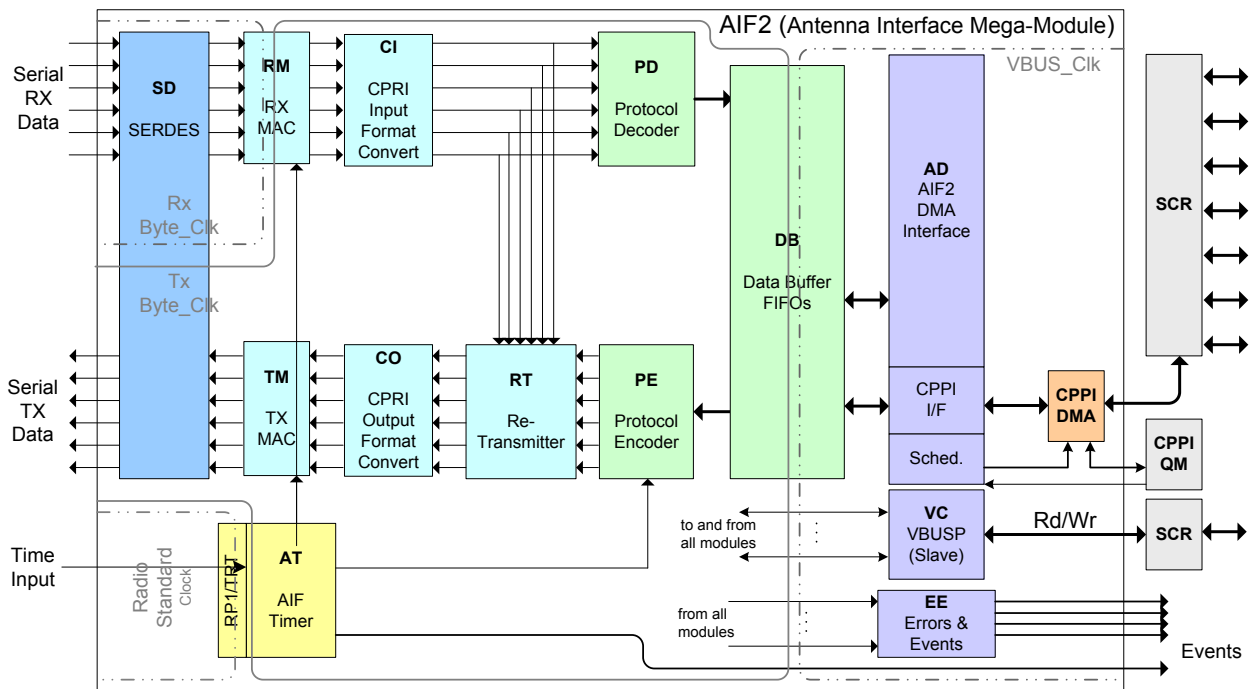 AIF2 (Antenna Interface Mega-Module)
VBUS_Clk
Serial
RX
Data
SD
SERDES
RM
RX
MAC
CI
CPRI
Input
Format
Convert
PD
Protocol
Decoder
DB
Data Buffer
FIFOs
AD
AIF2
DMA
Interface
SCR
Rx
Byte_Clk
Tx
Byte_Clk
Serial
TX
Data
TM
TX
MAC
CO
CPRI
Output
Format
Convert
RT
Re-
Transmitter
PE
Protocol
Encoder
CPPI
I/F
Sched.
CPPI
DMA
CPPI
QM
Time
Input
Radio
Standard
Clock
RP1/TRT
AT
AIF
Timer
to and from
all modules
VC
VBUSP
(Slave)
Rd/Wr
SCR
from all
modules
EE
Errors &
Events
Events